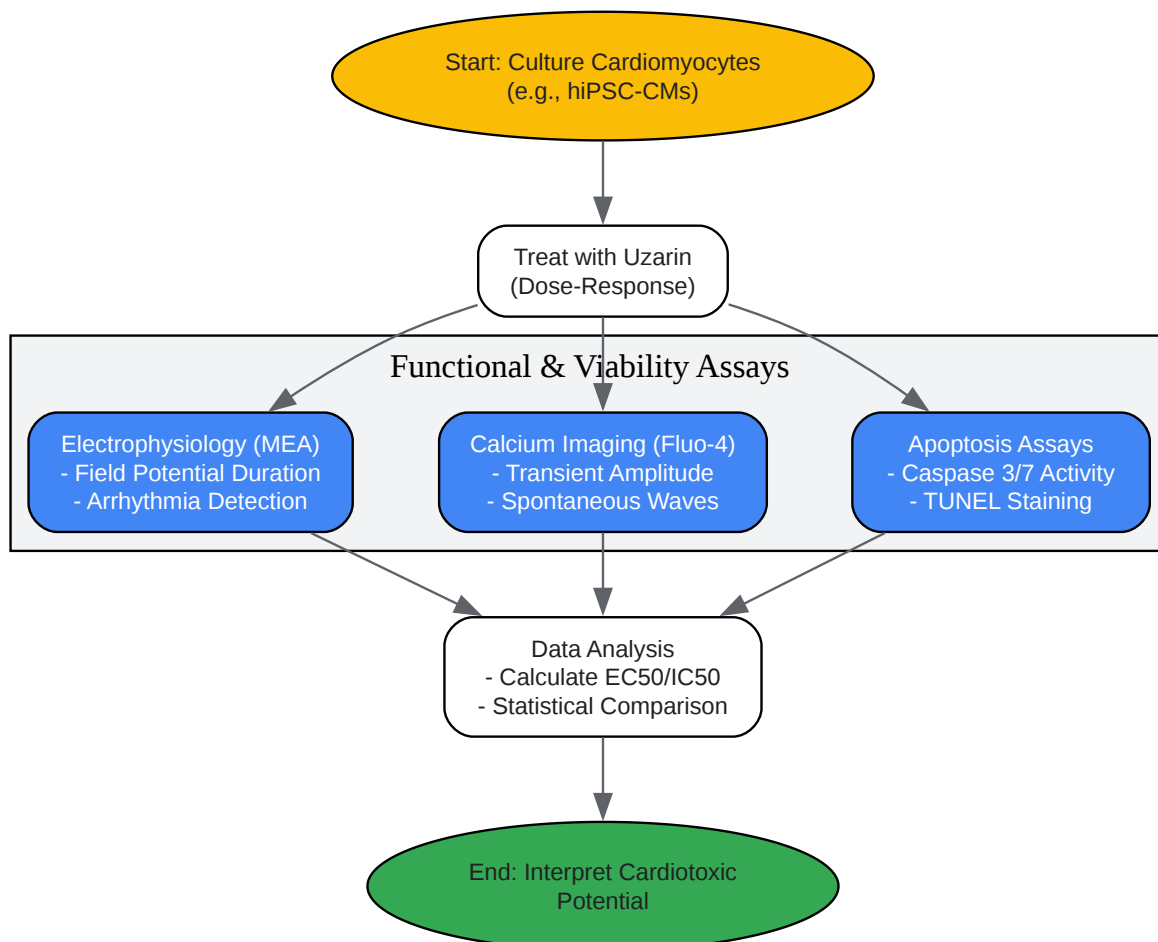 Start: Culture Cardiomyocytes
(e.g., hiPSC-CMs)
Treat with Uzarin
(Dose-Response)
Functional & Viability Assays
Electrophysiology (MEA)
- Field Potential Duration
- Arrhythmia Detection
Calcium Imaging (Fluo-4)
- Transient Amplitude
- Spontaneous Waves
Apoptosis Assays
- Caspase 3/7 Activity
- TUNEL Staining
Data Analysis
- Calculate EC50/IC50
- Statistical Comparison
End: Interpret Cardiotoxic
Potential